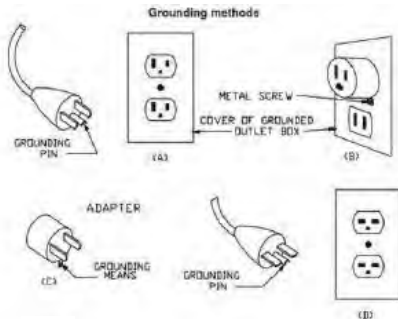 Grounding methods
METAL SCREW
COVER OF GROUNDED
OUTLET BOX
GROUNDING
PIN
(A)
(B)
ADAPTER
GROUNDING
MEANS
(C)
GROUNDING
PIN
(D)